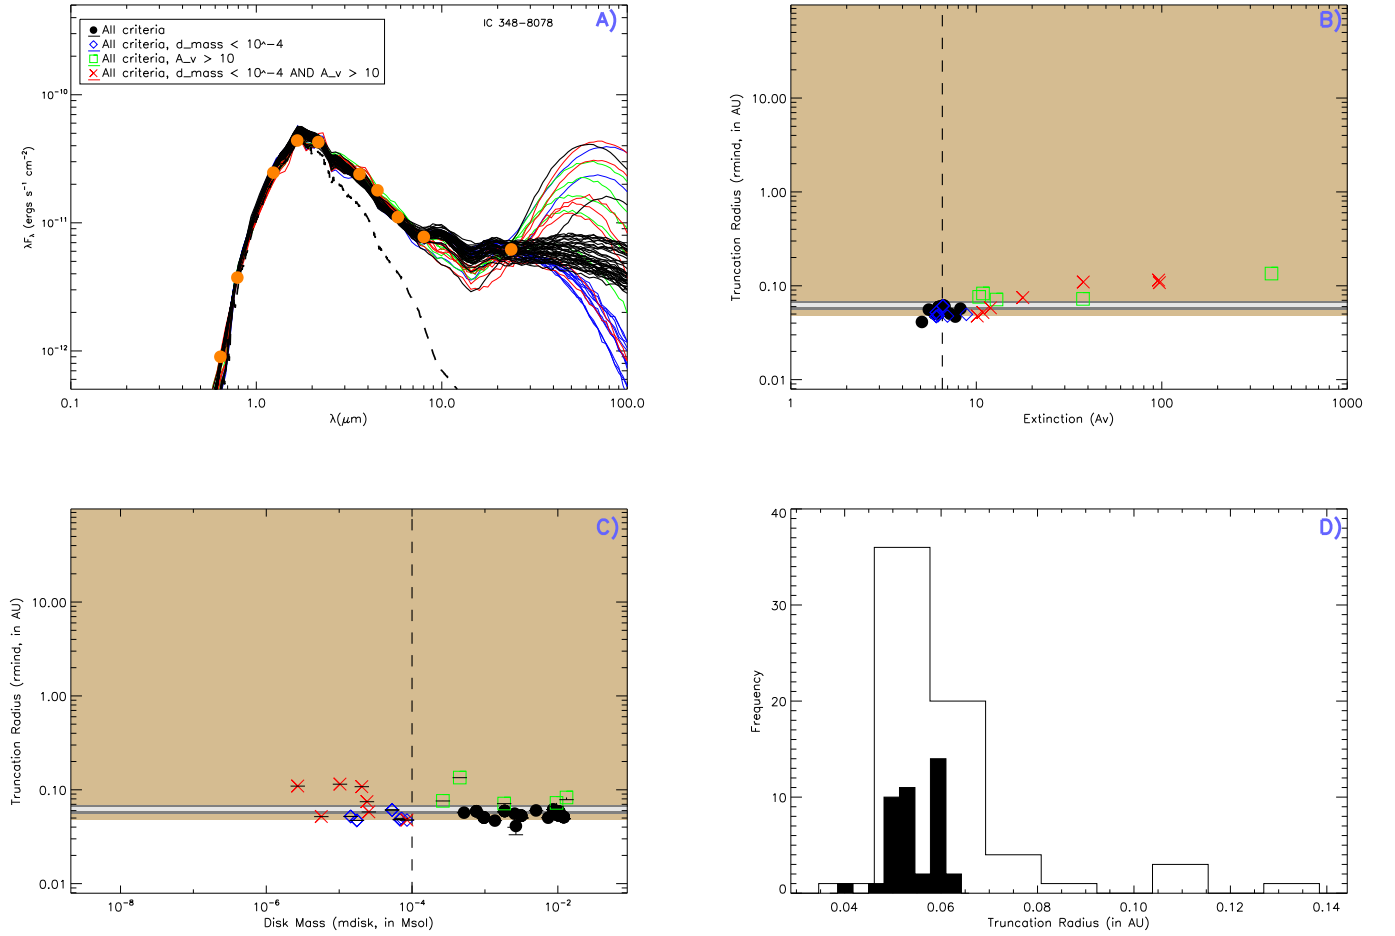 A)
IC 348-8078
All criteria
All criteria, d_mass < 10^-4
All criteria, A_v > 10
All criteria, d_mass < 10^-4 AND A_v > 10
10⁻¹⁰
10⁻¹¹
10⁻¹²
λFλ (ergs s⁻¹ cm⁻²)
0.1 1.0 10.0 100.0
λ(μm)
B)
10.00
1.00
0.10
0.01
Truncation Radius (rmind, in AU)
1 10 100 1000
Extinction (Av)
C)
10.00
1.00
0.10
0.01
Truncation Radius (rmind, in AU)
10⁻⁸ 10⁻⁶ 10⁻⁴ 10⁻²
Disk Mass (mdisk, in Msol)
D)
40
30
20
10
0
Frequency
0.04 0.06 0.08 0.10 0.12 0.14
Truncation Radius (in AU)